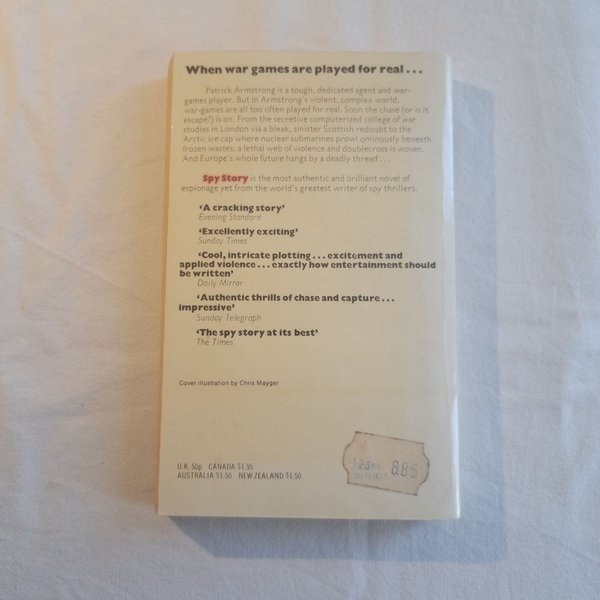 When war games are played for real...
Patrick Armstrong is a tough, dedicated agent and war-
games player. But in Armstrong's violent, complex world,
war-games are all too often played for real. Soon the chase (or is it
escape?) is on. From the secretive computerized college of war
studies in London via a bleak, sinister Scottish redoubt to the
Arctic ice cap where nuclear submarines prowl ominously beneath
frozen wastes, a lethal web of violence and doublecross is woven.
And Europe's whole future hangs by a deadly thread...
Spy Story is the most authentic and brilliant novel of
espionage yet from the world's greatest writer of spy thrillers.
'A cracking story'
Evening Standard
'Excellently exciting'
Sunday Times
'Cool, intricate plotting...excitement and
applied violence...exactly how entertainment should
be written'
Daily Mirror
'Authentic thrills of chase and capture...
impressive'
Sunday Telegraph
'The spy story at its best'
The Times
Cover illustration by Chris Mayger
U.K. 50p CANADA $1.95
AUSTRALIA $1.50 NEW ZEALAND $1.50
885